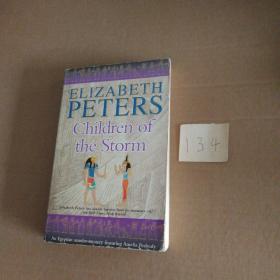 ELIZABETH
PETERS
Children of
the Storm
An Egyptian murder-mystery featuring Amelia Peabody
134